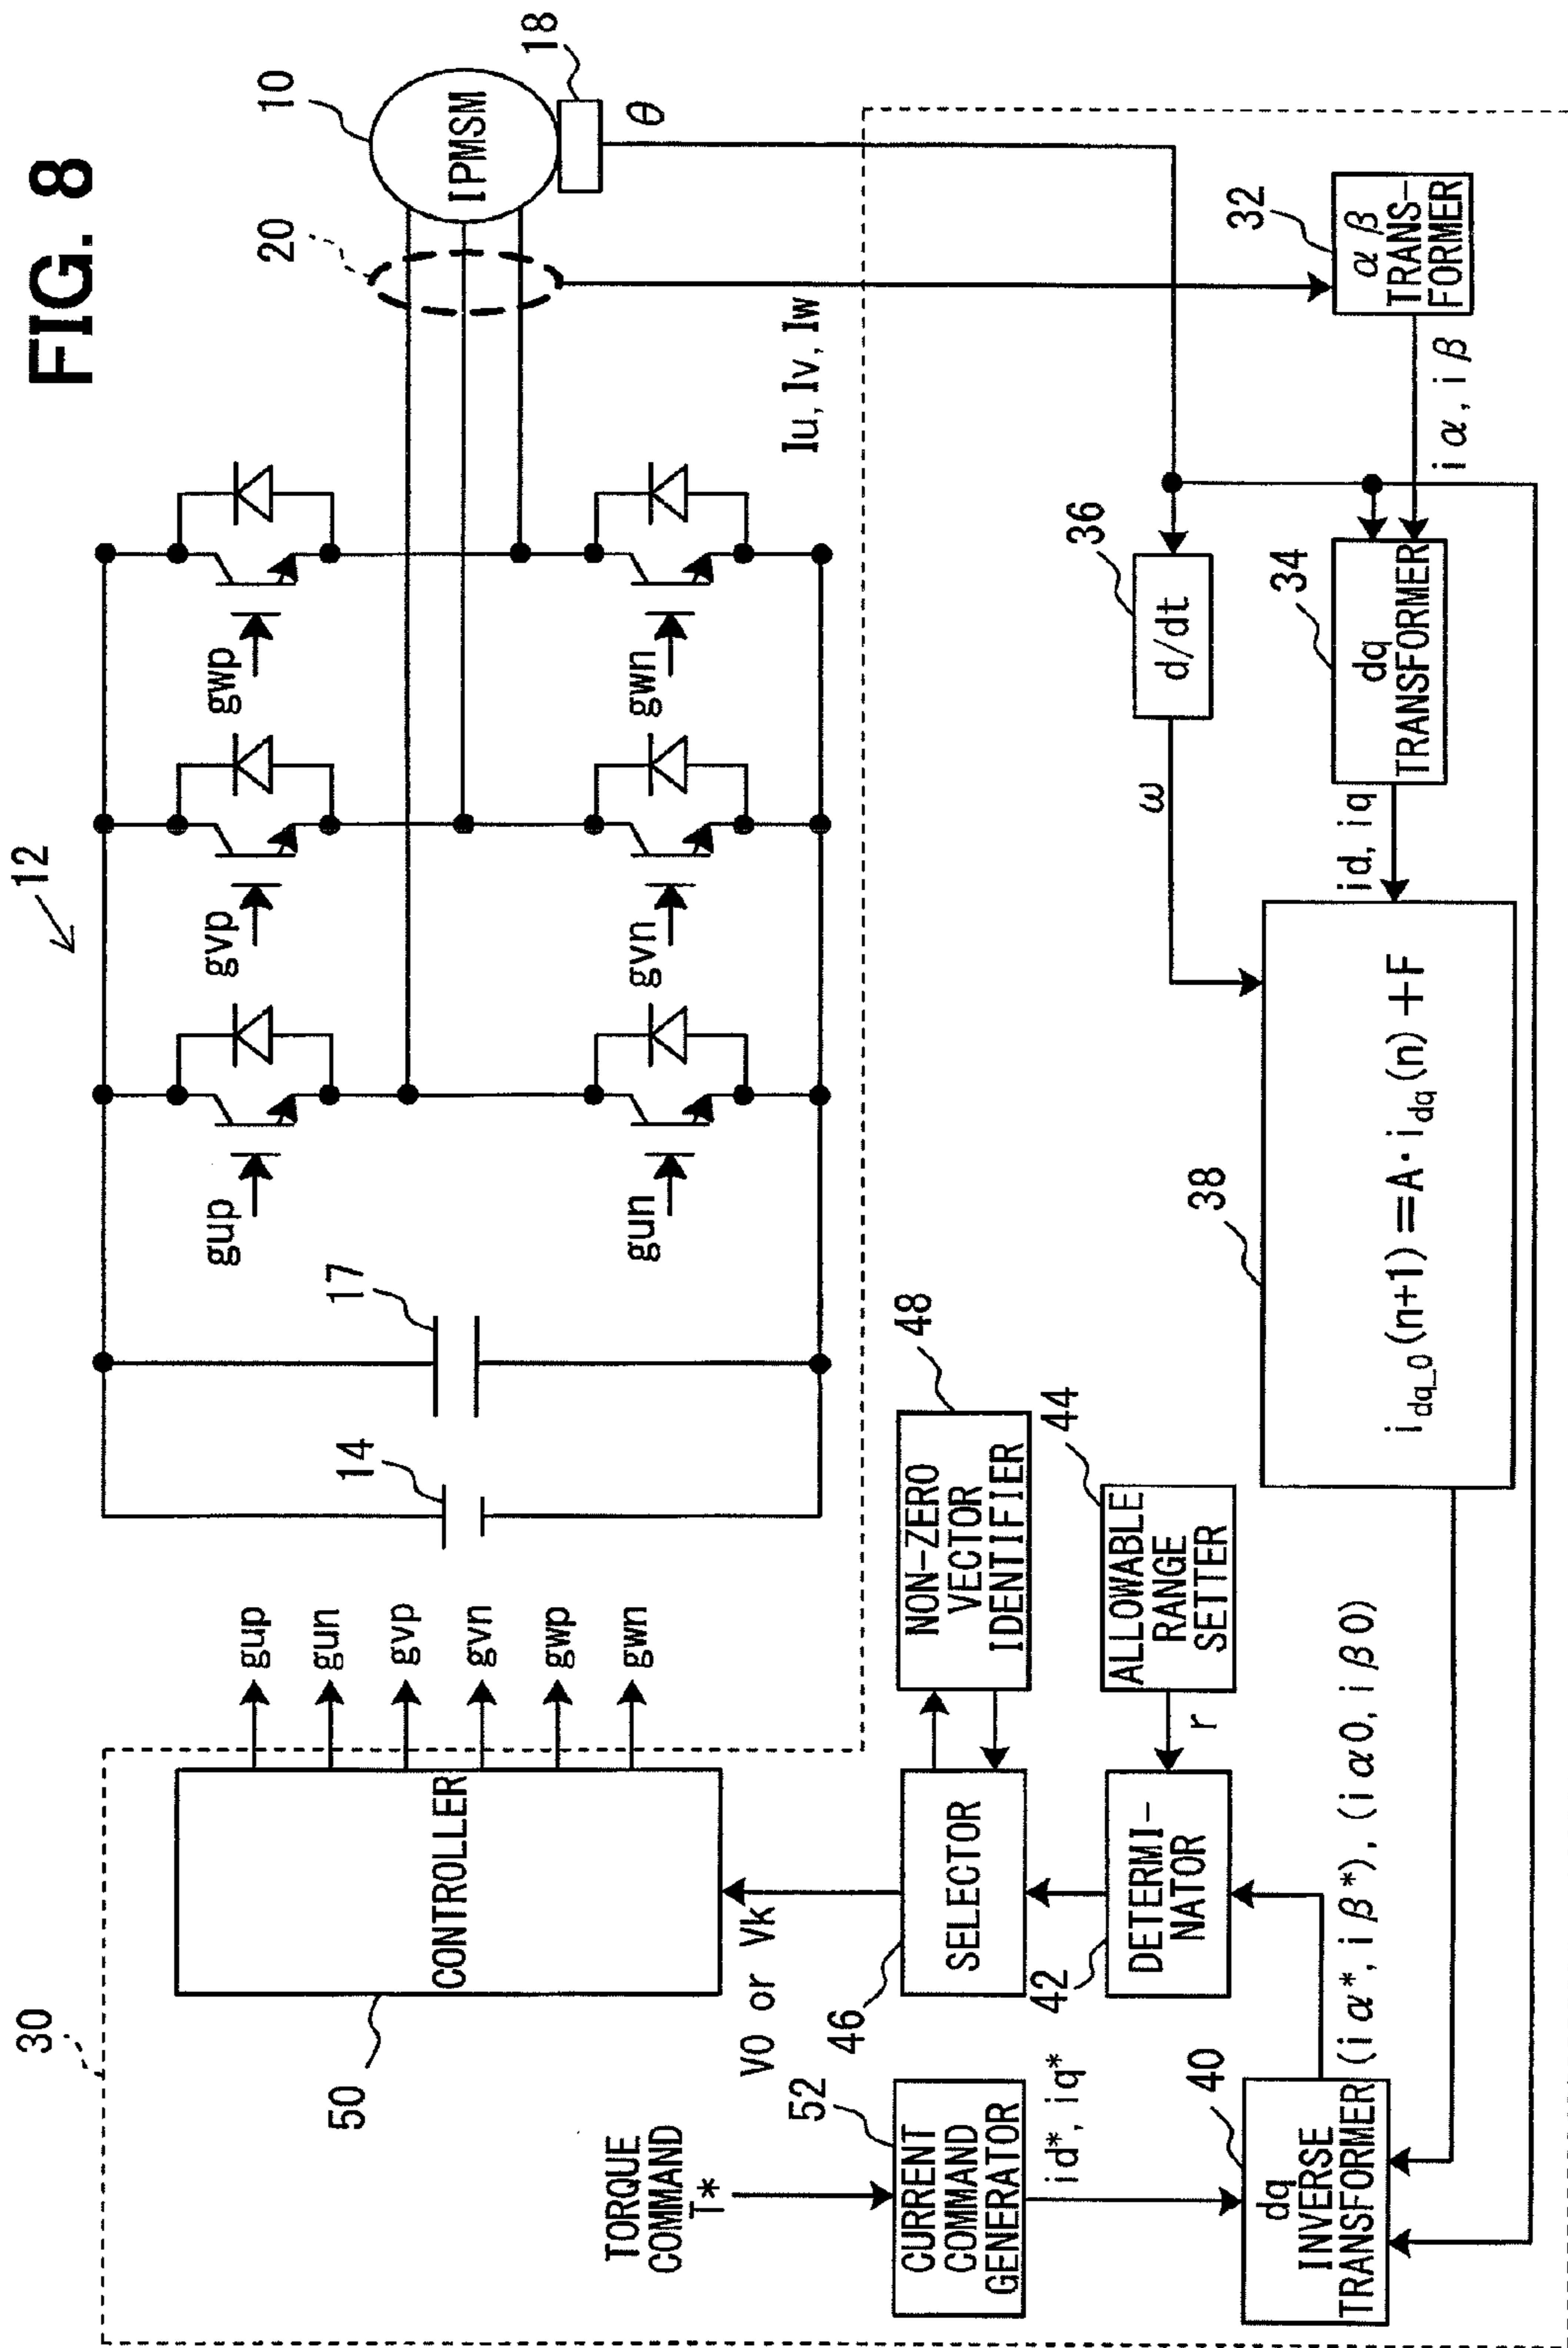 FIG. 8
12
10
18
20
IPMSM
θ
14
17
gup
gvp
gwp
gun
gvn
gwn
Iu, Iv, Iw
30
50
CONTROLLER
gup
gun
gvp
gvn
gwp
gwn
V0 or Vk
TORQUE
COMMAND
T*
52
CURRENT
COMMAND
GENERATOR
id*, iq*
46
SELECTOR
48
NON-ZERO
VECTOR
IDENTIFIER
42
DETERMI-
NATOR
r
44
ALLOWABLE
RANGE
SETTER
40
dq
INVERSE
TRANSFORMER
(iα*, iβ*), (iα0, iβ0)
38
idq_0(n+1)=A·idq(n)+F
ω
36
d/dt
id, iq
34
dq
TRANSFORMER
iα, iβ
32
αβ
TRANS-
FORMER